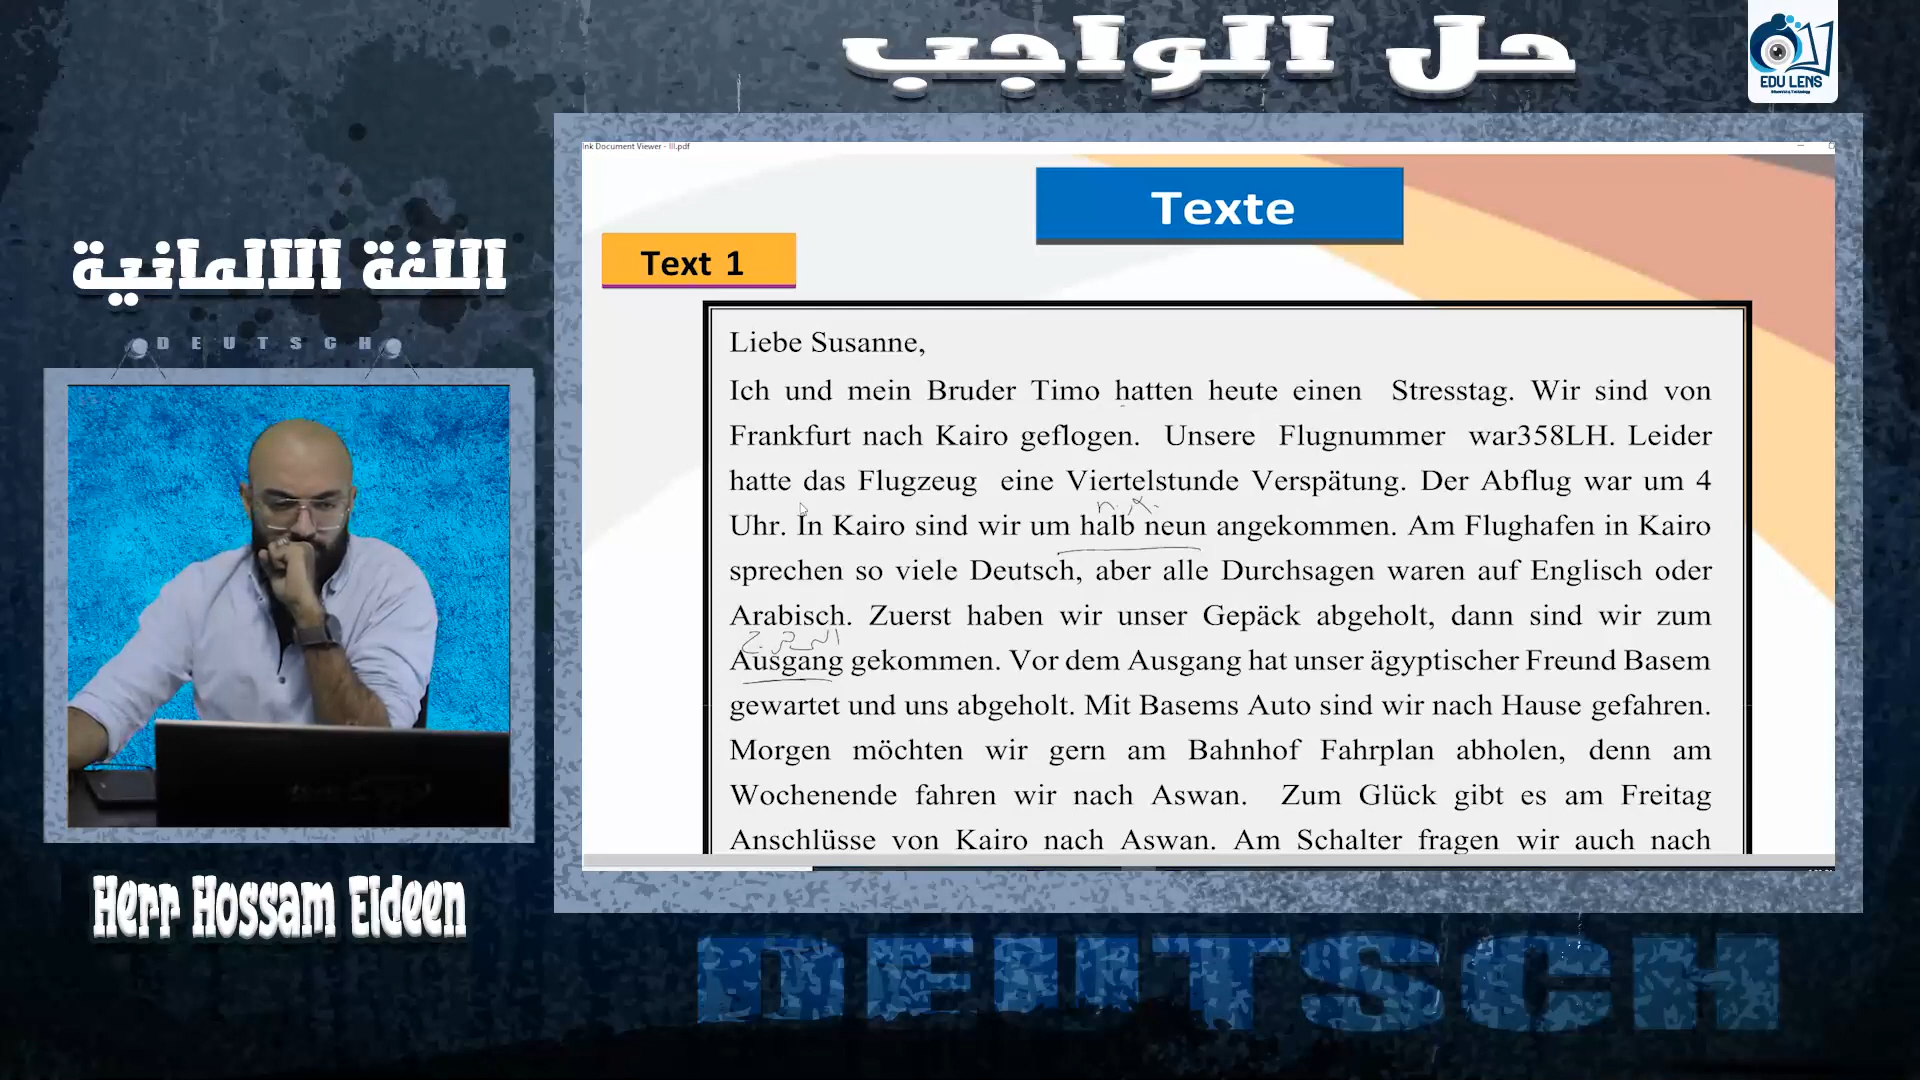 حل الواجب
EDU LENS
Ink Document Viewer - III.pdf
Texte
Text 1
اللغة الالمانية
DEUTSCH
Liebe Susanne,
Ich und mein Bruder Timo hatten heute einen Stresstag. Wir sind von
Frankfurt nach Kairo geflogen. Unsere Flugnummer war358LH. Leider
hatte das Flugzeug eine Viertelstunde Verspätung. Der Abflug war um 4
Uhr. In Kairo sind wir um halb neun angekommen. Am Flughafen in Kairo
sprechen so viele Deutsch, aber alle Durchsagen waren auf Englisch oder
Arabisch. Zuerst haben wir unser Gepäck abgeholt, dann sind wir zum
Ausgang gekommen. Vor dem Ausgang hat unser ägyptischer Freund Basem
gewartet und uns abgeholt. Mit Basems Auto sind wir nach Hause gefahren.
Morgen möchten wir gern am Bahnhof Fahrplan abholen, denn am
Wochenende fahren wir nach Aswan. Zum Glück gibt es am Freitag
Anschlüsse von Kairo nach Aswan. Am Schalter fragen wir auch nach
Herr Hossam Eldeen
DEUTSCH